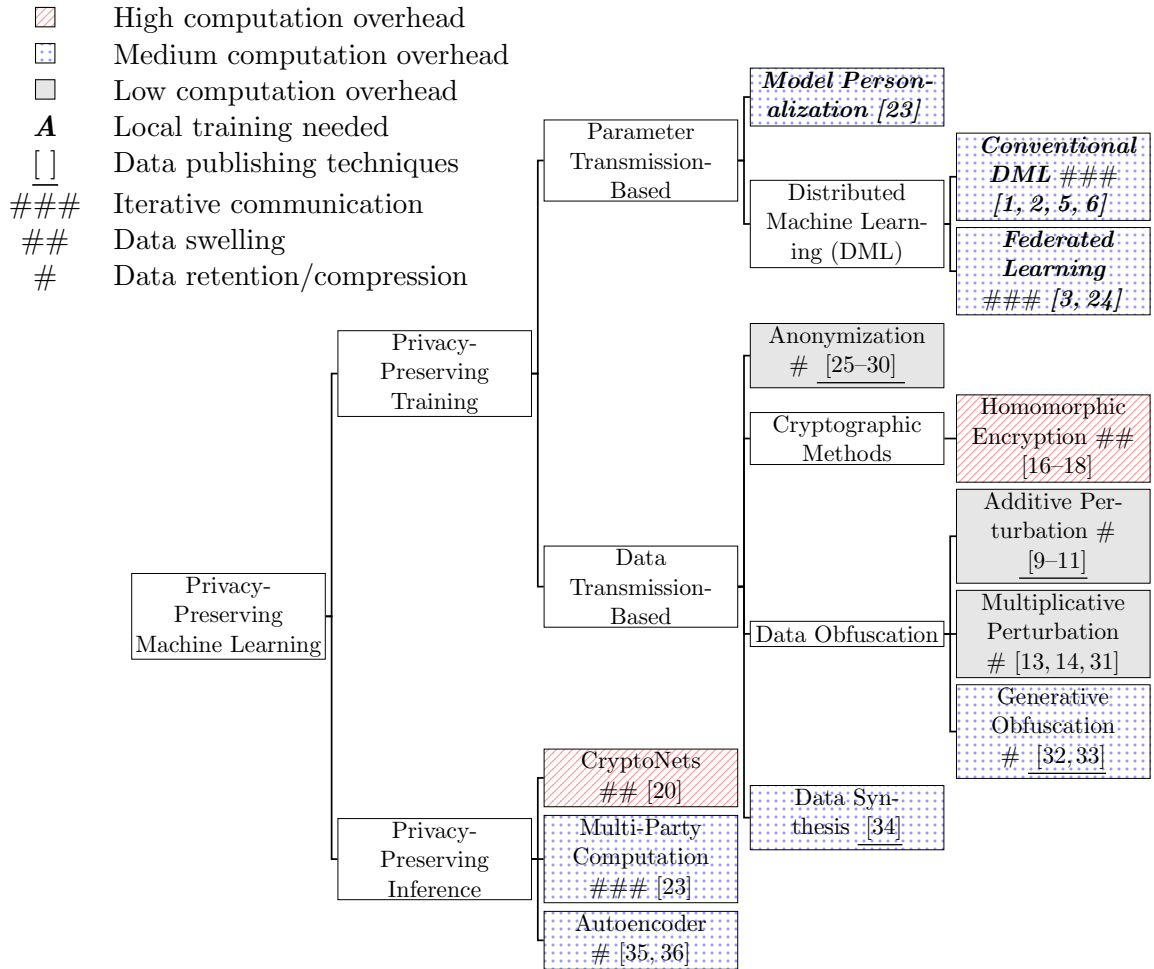 High computation overhead
Medium computation overhead
Low computation overhead
A Local training needed
[ ] Data publishing techniques
### Iterative communication
## Data swelling
# Data retention/compression
Privacy-
Preserving
Machine Learning
Privacy-
Preserving
Training
Parameter
Transmission-
Based
Model Person-
alization [23]
Distributed
Machine Learn-
ing (DML)
Conventional
DML ###
[1, 2, 5, 6]
Federated
Learning
### [3, 24]
Data
Transmission-
Based
Anonymization
# [25–30]
Cryptographic
Methods
Homomorphic
Encryption ##
[16–18]
Data Obfuscation
Additive Per-
turbation #
[9–11]
Multiplicative
Perturbation
# [13, 14, 31]
Generative
Obfuscation
# [32, 33]
Data Syn-
thesis [34]
Privacy-
Preserving
Inference
CryptoNets
## [20]
Multi-Party
Computation
### [23]
Autoencoder
# [35, 36]